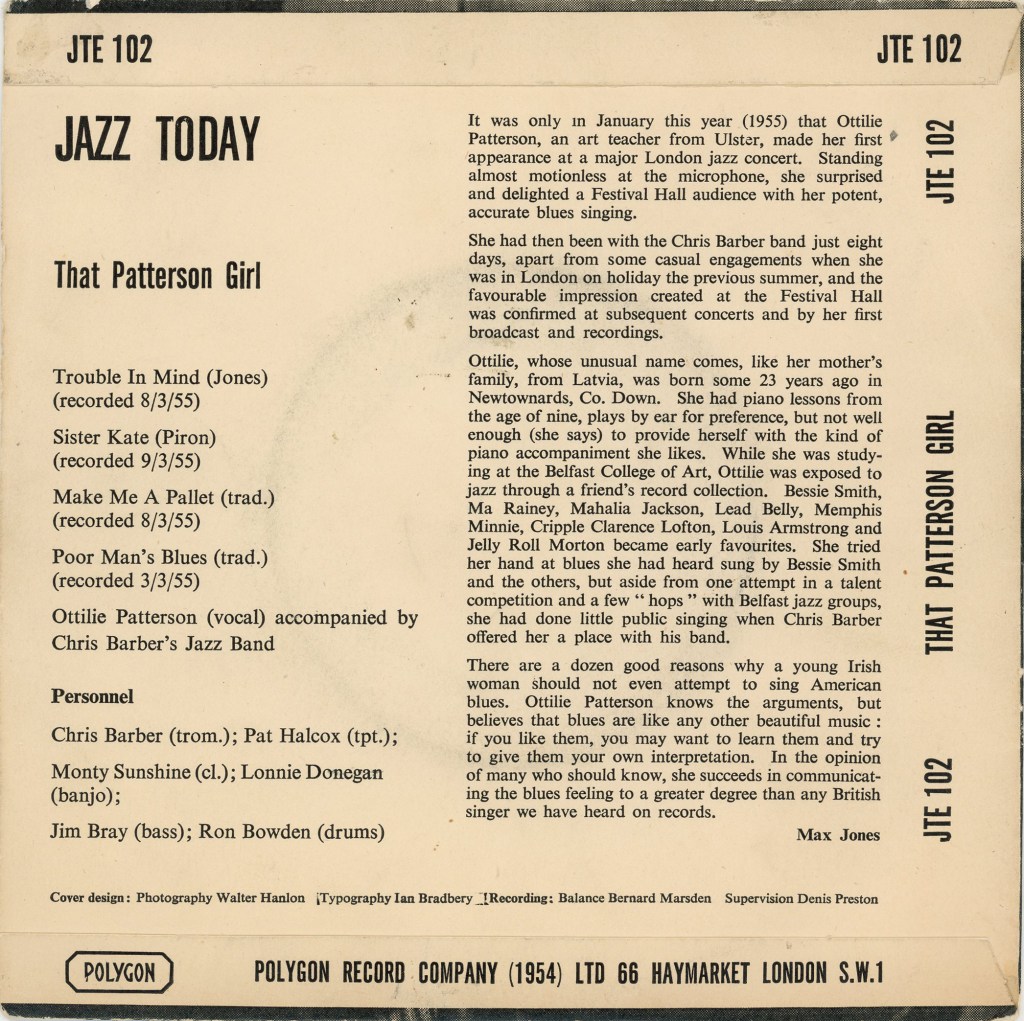 JTE 102
JTE 102
JAZZ TODAY
That Patterson Girl
Trouble In Mind (Jones)
(recorded 8/3/55)
Sister Kate (Piron)
(recorded 9/3/55)
Make Me A Pallet (trad.)
(recorded 8/3/55)
Poor Man's Blues (trad.)
(recorded 3/3/55)
Ottilie Patterson (vocal) accompanied by
Chris Barber's Jazz Band
Personnel
Chris Barber (trom.); Pat Halcox (tpt.);
Monty Sunshine (cl.); Lonnie Donegan
(banjo);
Jim Bray (bass); Ron Bowden (drums)
It was only in January this year (1955) that Ottilie
Patterson, an art teacher from Ulster, made her first
appearance at a major London jazz concert. Standing
almost motionless at the microphone, she surprised
and delighted a Festival Hall audience with her potent,
accurate blues singing.
She had then been with the Chris Barber band just eight
days, apart from some casual engagements when she
was in London on holiday the previous summer, and the
favourable impression created at the Festival Hall
was confirmed at subsequent concerts and by her first
broadcast and recordings.
Ottilie, whose unusual name comes, like her mother's
family, from Latvia, was born some 23 years ago in
Newtownards, Co. Down. She had piano lessons from
the age of nine, plays by ear for preference, but not well
enough (she says) to provide herself with the kind of
piano accompaniment she likes. While she was study-
ing at the Belfast College of Art, Ottilie was exposed to
jazz through a friend's record collection. Bessie Smith,
Ma Rainey, Mahalia Jackson, Lead Belly, Memphis
Minnie, Cripple Clarence Lofton, Louis Armstrong and
Jelly Roll Morton became early favourites. She tried
her hand at blues she had heard sung by Bessie Smith
and the others, but aside from one attempt in a talent
competition and a few " hops " with Belfast jazz groups,
she had done little public singing when Chris Barber
offered her a place with his band.
There are a dozen good reasons why a young Irish
woman should not even attempt to sing American
blues. Ottilie Patterson knows the arguments, but
believes that blues are like any other beautiful music :
if you like them, you may want to learn them and try
to give them your own interpretation. In the opinion
of many who should know, she succeeds in communicat-
ing the blues feeling to a greater degree than any British
singer we have heard on records.
Max Jones
JTE 102
THAT PATTERSON GIRL
JTE 102
Cover design: Photography Walter Hanlon Typography Ian Bradbery Recording: Balance Bernard Marsden Supervision Denis Preston
POLYGON
POLYGON RECORD COMPANY (1954) LTD 66 HAYMARKET LONDON S.W.1